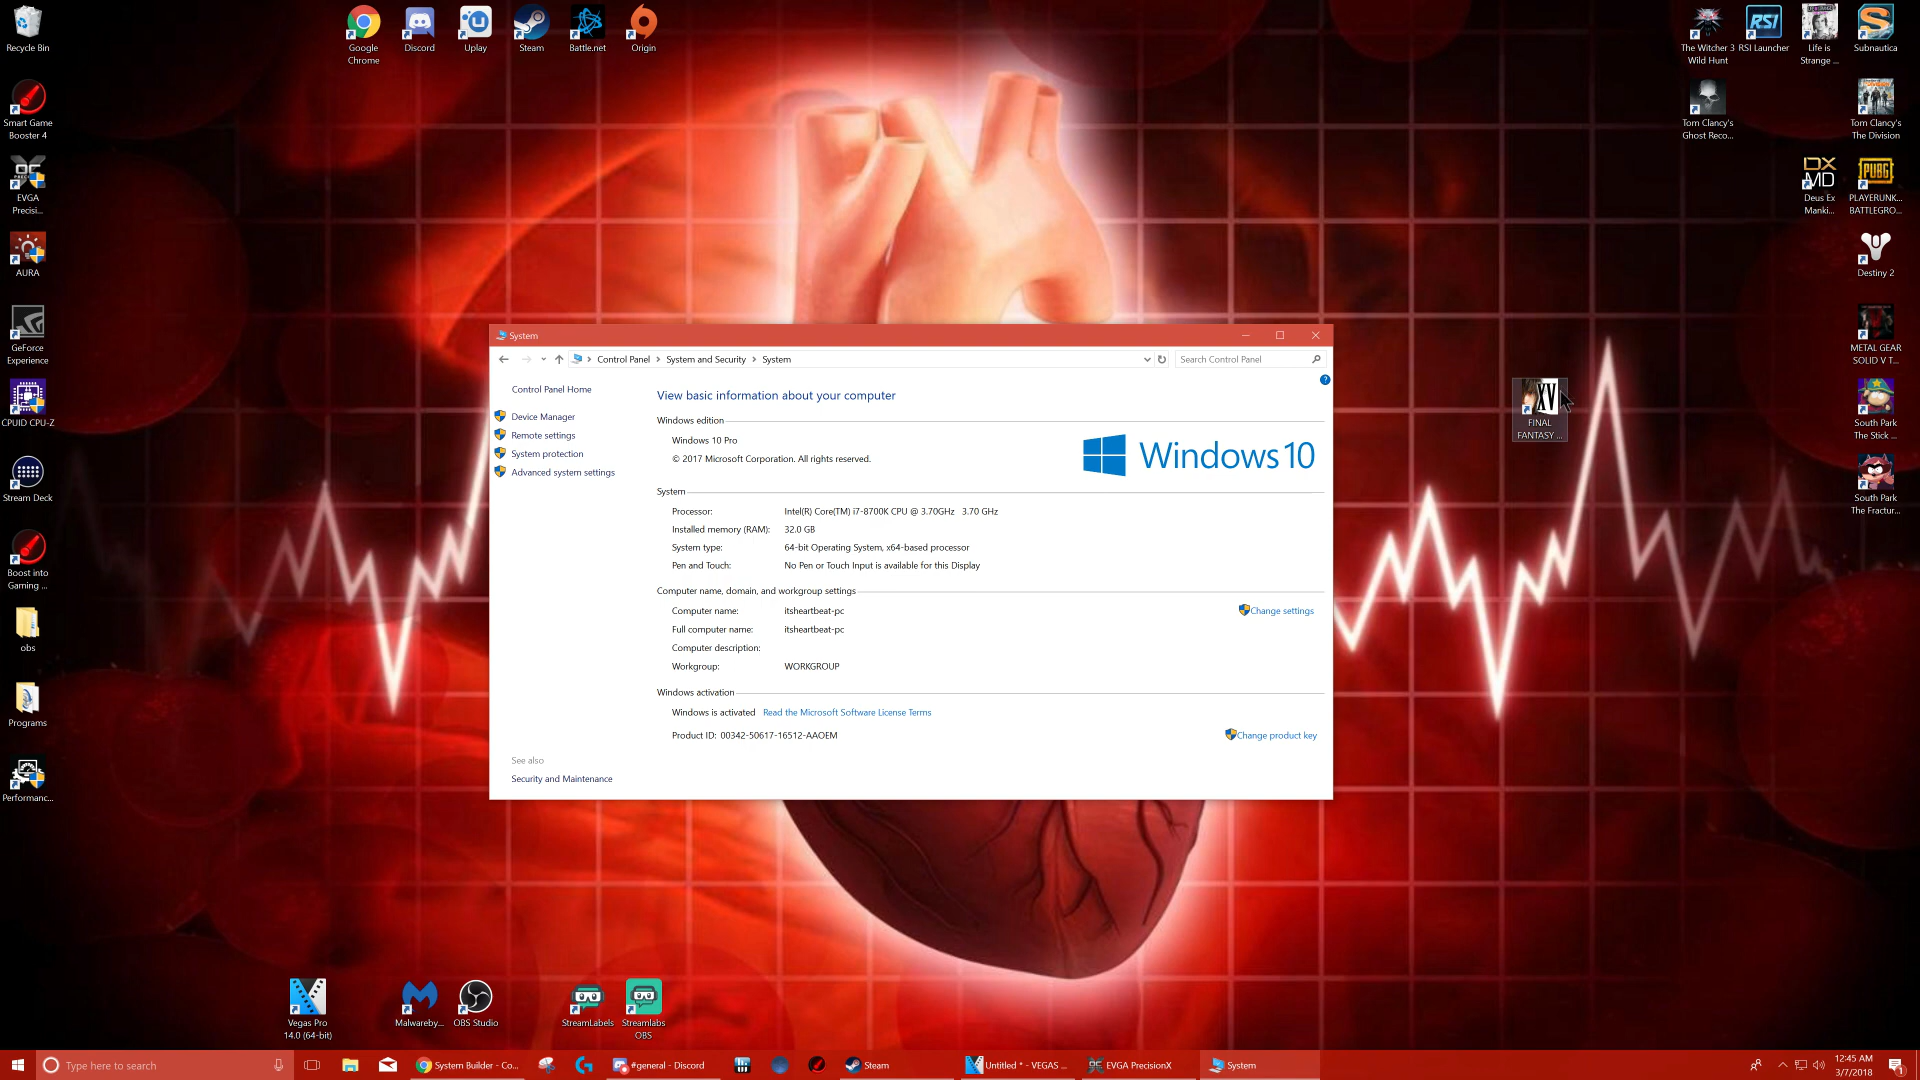 Recycle Bin
Google
Chrome
Discord
Uplay
Steam
Battle.net
Origin
The Witcher 3
Wild Hunt
RSI Launcher
Life is
Strange ...
Subnautica
Smart Game
Booster 4
Tom Clancy's
Ghost Reco...
Tom Clancy's
The Division
EVGA
Precisi...
Deus Ex
Manki...
PLAYERUNK...
BATTLEGRO...
AURA
Destiny 2
GeForce
Experience
METAL GEAR
SOLID V T...
CPUID CPU-Z
FINAL
FANTASY ...
South Park
The Stick ...
Stream Deck
South Park
The Fractur...
Boost into
Gaming ...
obs
Programs
Performanc...
RSI
DX
MD
PUBG
XV
System
Control Panel
System and Security
System
Search Control Panel
Control Panel Home
Device Manager
Remote settings
System protection
Advanced system settings
View basic information about your computer
Windows edition
Windows 10 Pro
© 2017 Microsoft Corporation. All rights reserved.
Windows 10
System
Processor: Intel(R) Core(TM) i7-8700K CPU @ 3.70GHz 3.70 GHz
Installed memory (RAM): 32.0 GB
System type: 64-bit Operating System, x64-based processor
Pen and Touch: No Pen or Touch Input is available for this Display
Computer name, domain, and workgroup settings
Computer name: itsheartbeat-pc
Change settings
Full computer name: itsheartbeat-pc
Computer description:
Workgroup: WORKGROUP
Windows activation
Windows is activated Read the Microsoft Software License Terms
Product ID: 00342-50617-16512-AAOEM
Change product key
See also
Security and Maintenance
Vegas Pro
14.0 (64-bit)
Malwareby...
OBS Studio
StreamLabels
Streamlabs
OBS
Type here to search
System Builder - Co...
#general - Discord
Steam
Untitled * - VEGAS ...
EVGA PrecisionX
System
12:45 AM
3/7/2018